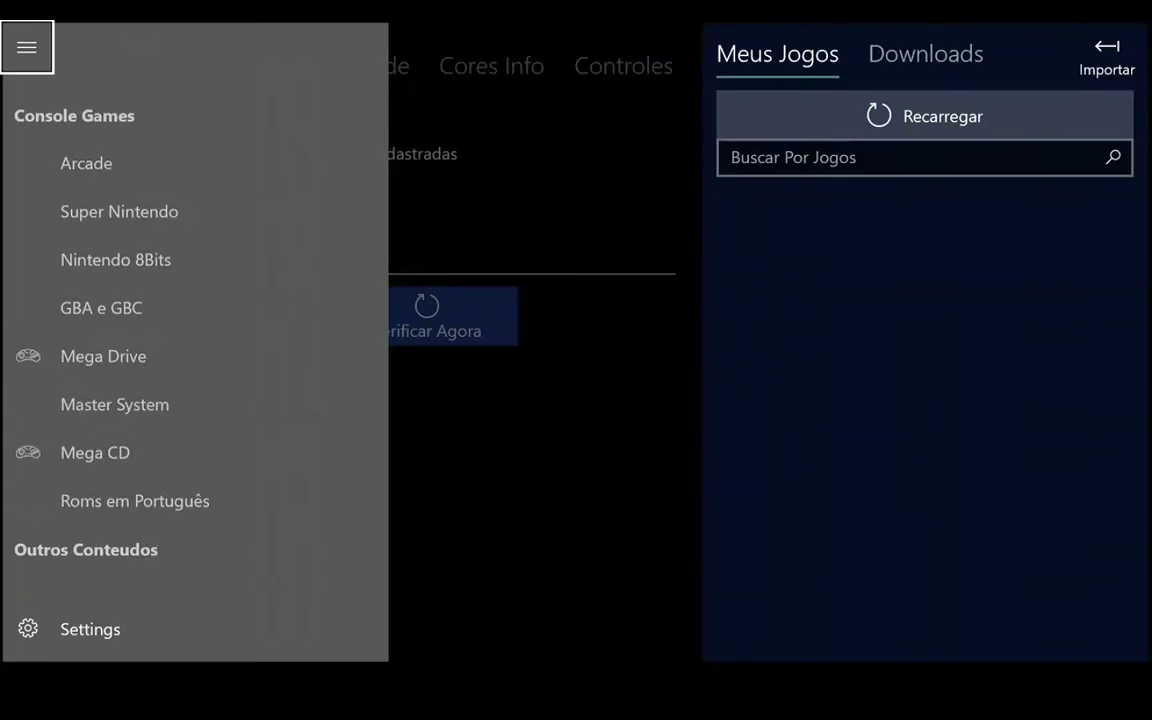 Console Games
Arcade
Super Nintendo
Nintendo 8Bits
GBA e GBC
Mega Drive
Master System
Mega CD
Roms em Português
Outros Conteudos
Settings
de Cores Info Controles
dastradas
erificar Agora
Meus Jogos Downloads
Importar
Recarregar
Buscar Por Jogos